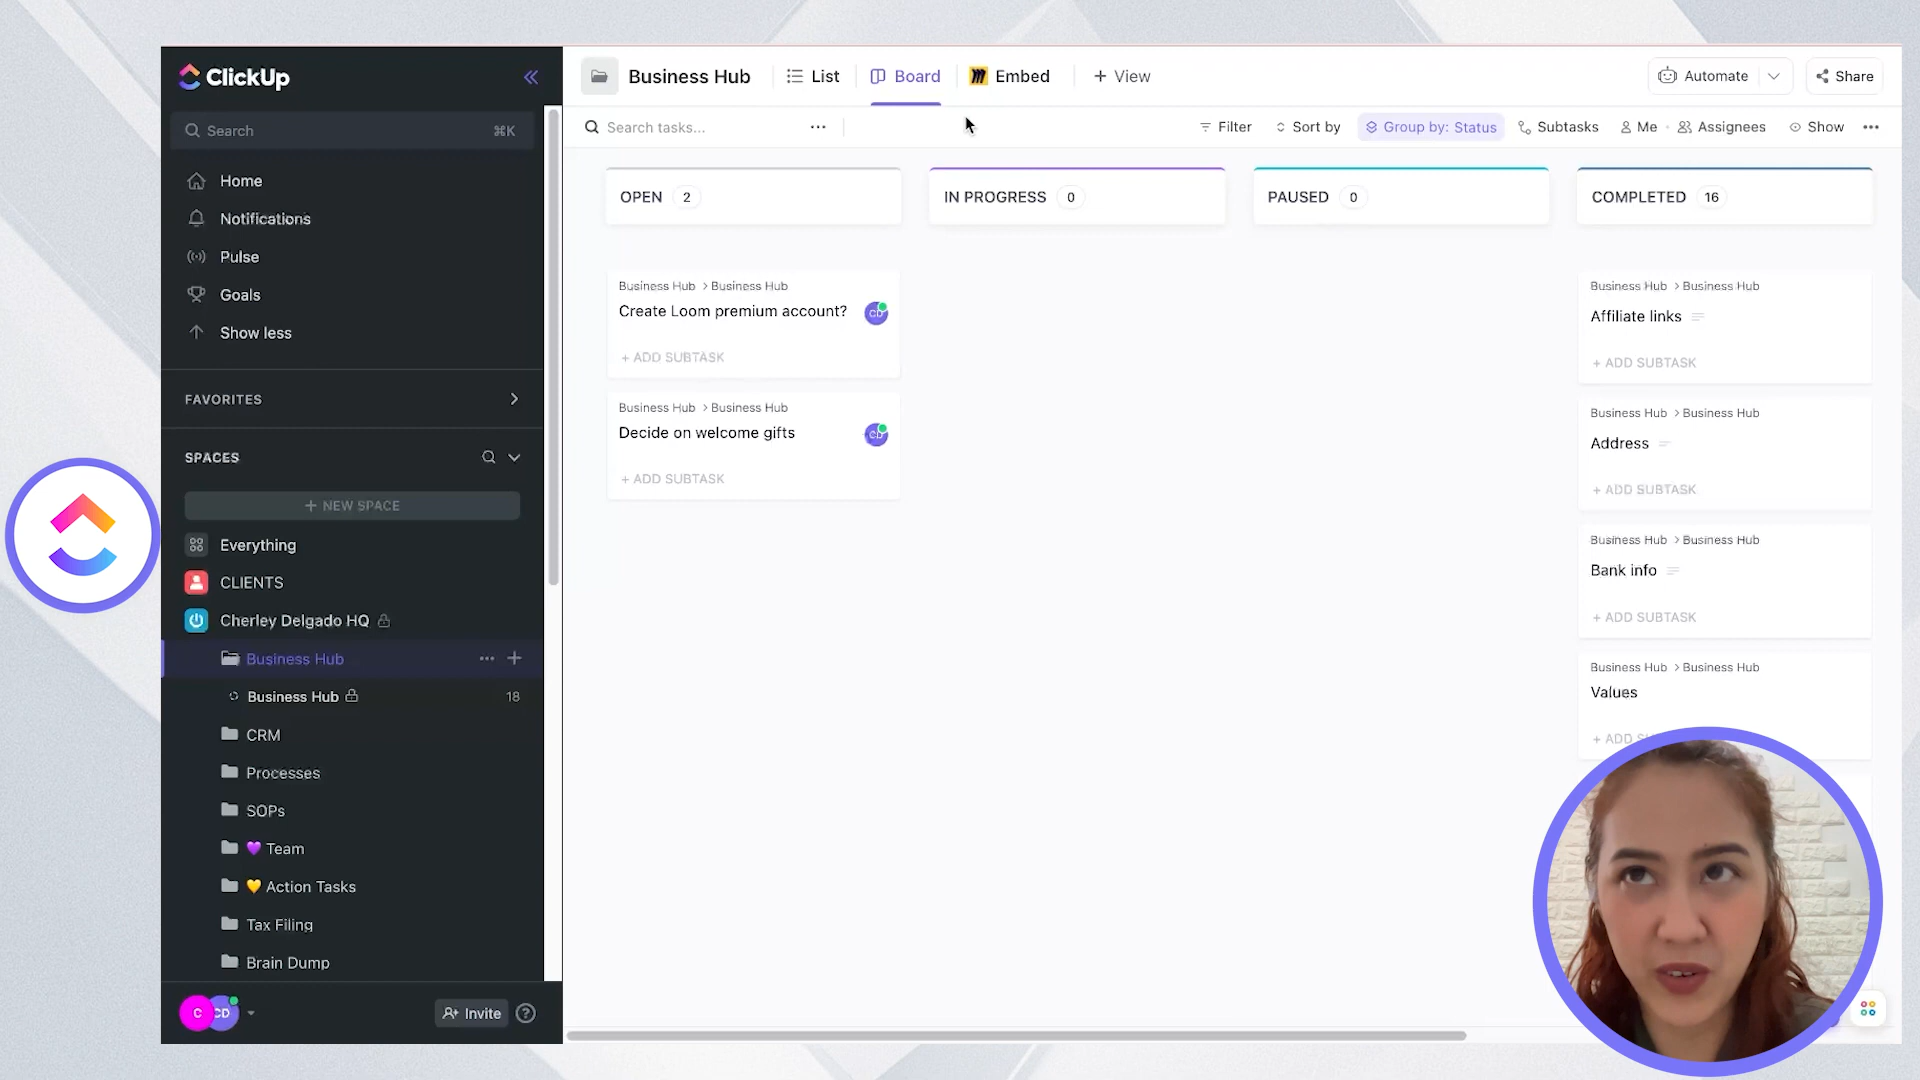 ClickUp
Search ⌘K
Home
Notifications
Pulse
Goals
Show less
FAVORITES
SPACES
+ NEW SPACE
Everything
CLIENTS
Cherley Delgado HQ
Business Hub
Business Hub 18
CRM
Processes
SOPs
💜 Team
💛 Action Tasks
Tax Filing
Brain Dump
C CD
Invite
Business Hub List Board Embed + View Automate Share
Search tasks... Filter Sort by Group by: Status Subtasks Me Assignees Show
OPEN 2
Business Hub > Business Hub
Create Loom premium account? CD
+ ADD SUBTASK
Business Hub > Business Hub
Decide on welcome gifts CD
+ ADD SUBTASK
IN PROGRESS 0
PAUSED 0
COMPLETED 16
Business Hub > Business Hub
Affiliate links
+ ADD SUBTASK
Business Hub > Business Hub
Address
+ ADD SUBTASK
Business Hub > Business Hub
Bank info
+ ADD SUBTASK
Business Hub > Business Hub
Values
+ ADD